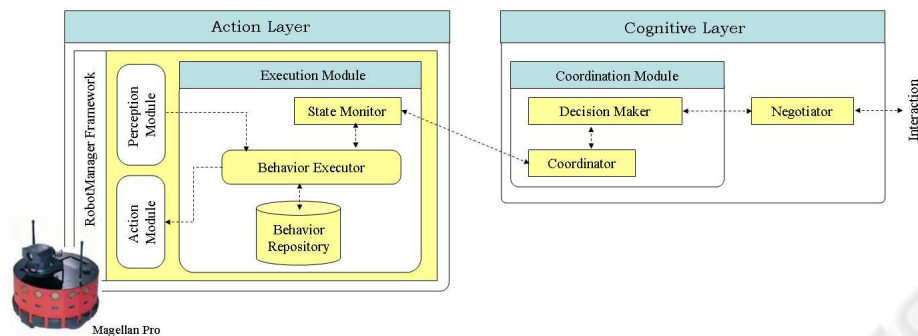 Action Layer
Cognitive Layer
RobotManager Framework
Perception
Module
Action
Module
Execution Module
State Monitor
Behavior Executor
Behavior
Repository
Coordination Module
Decision Maker
Coordinator
Negotiator
Interaction
Magellan Pro